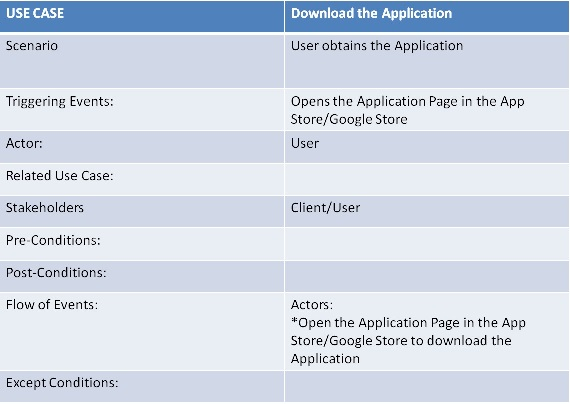 USE CASE
Download the Application
Scenario
User obtains the Application
Triggering Events:
Opens the Application Page in the App
Store/Google Store
Actor:
User
Related Use Case:
Stakeholders
Client/User
Pre-Conditions:
Post-Conditions:
Flow of Events:
Actors:
*Open the Application Page in the App
Store/Google Store to download the
Application
Except Conditions: